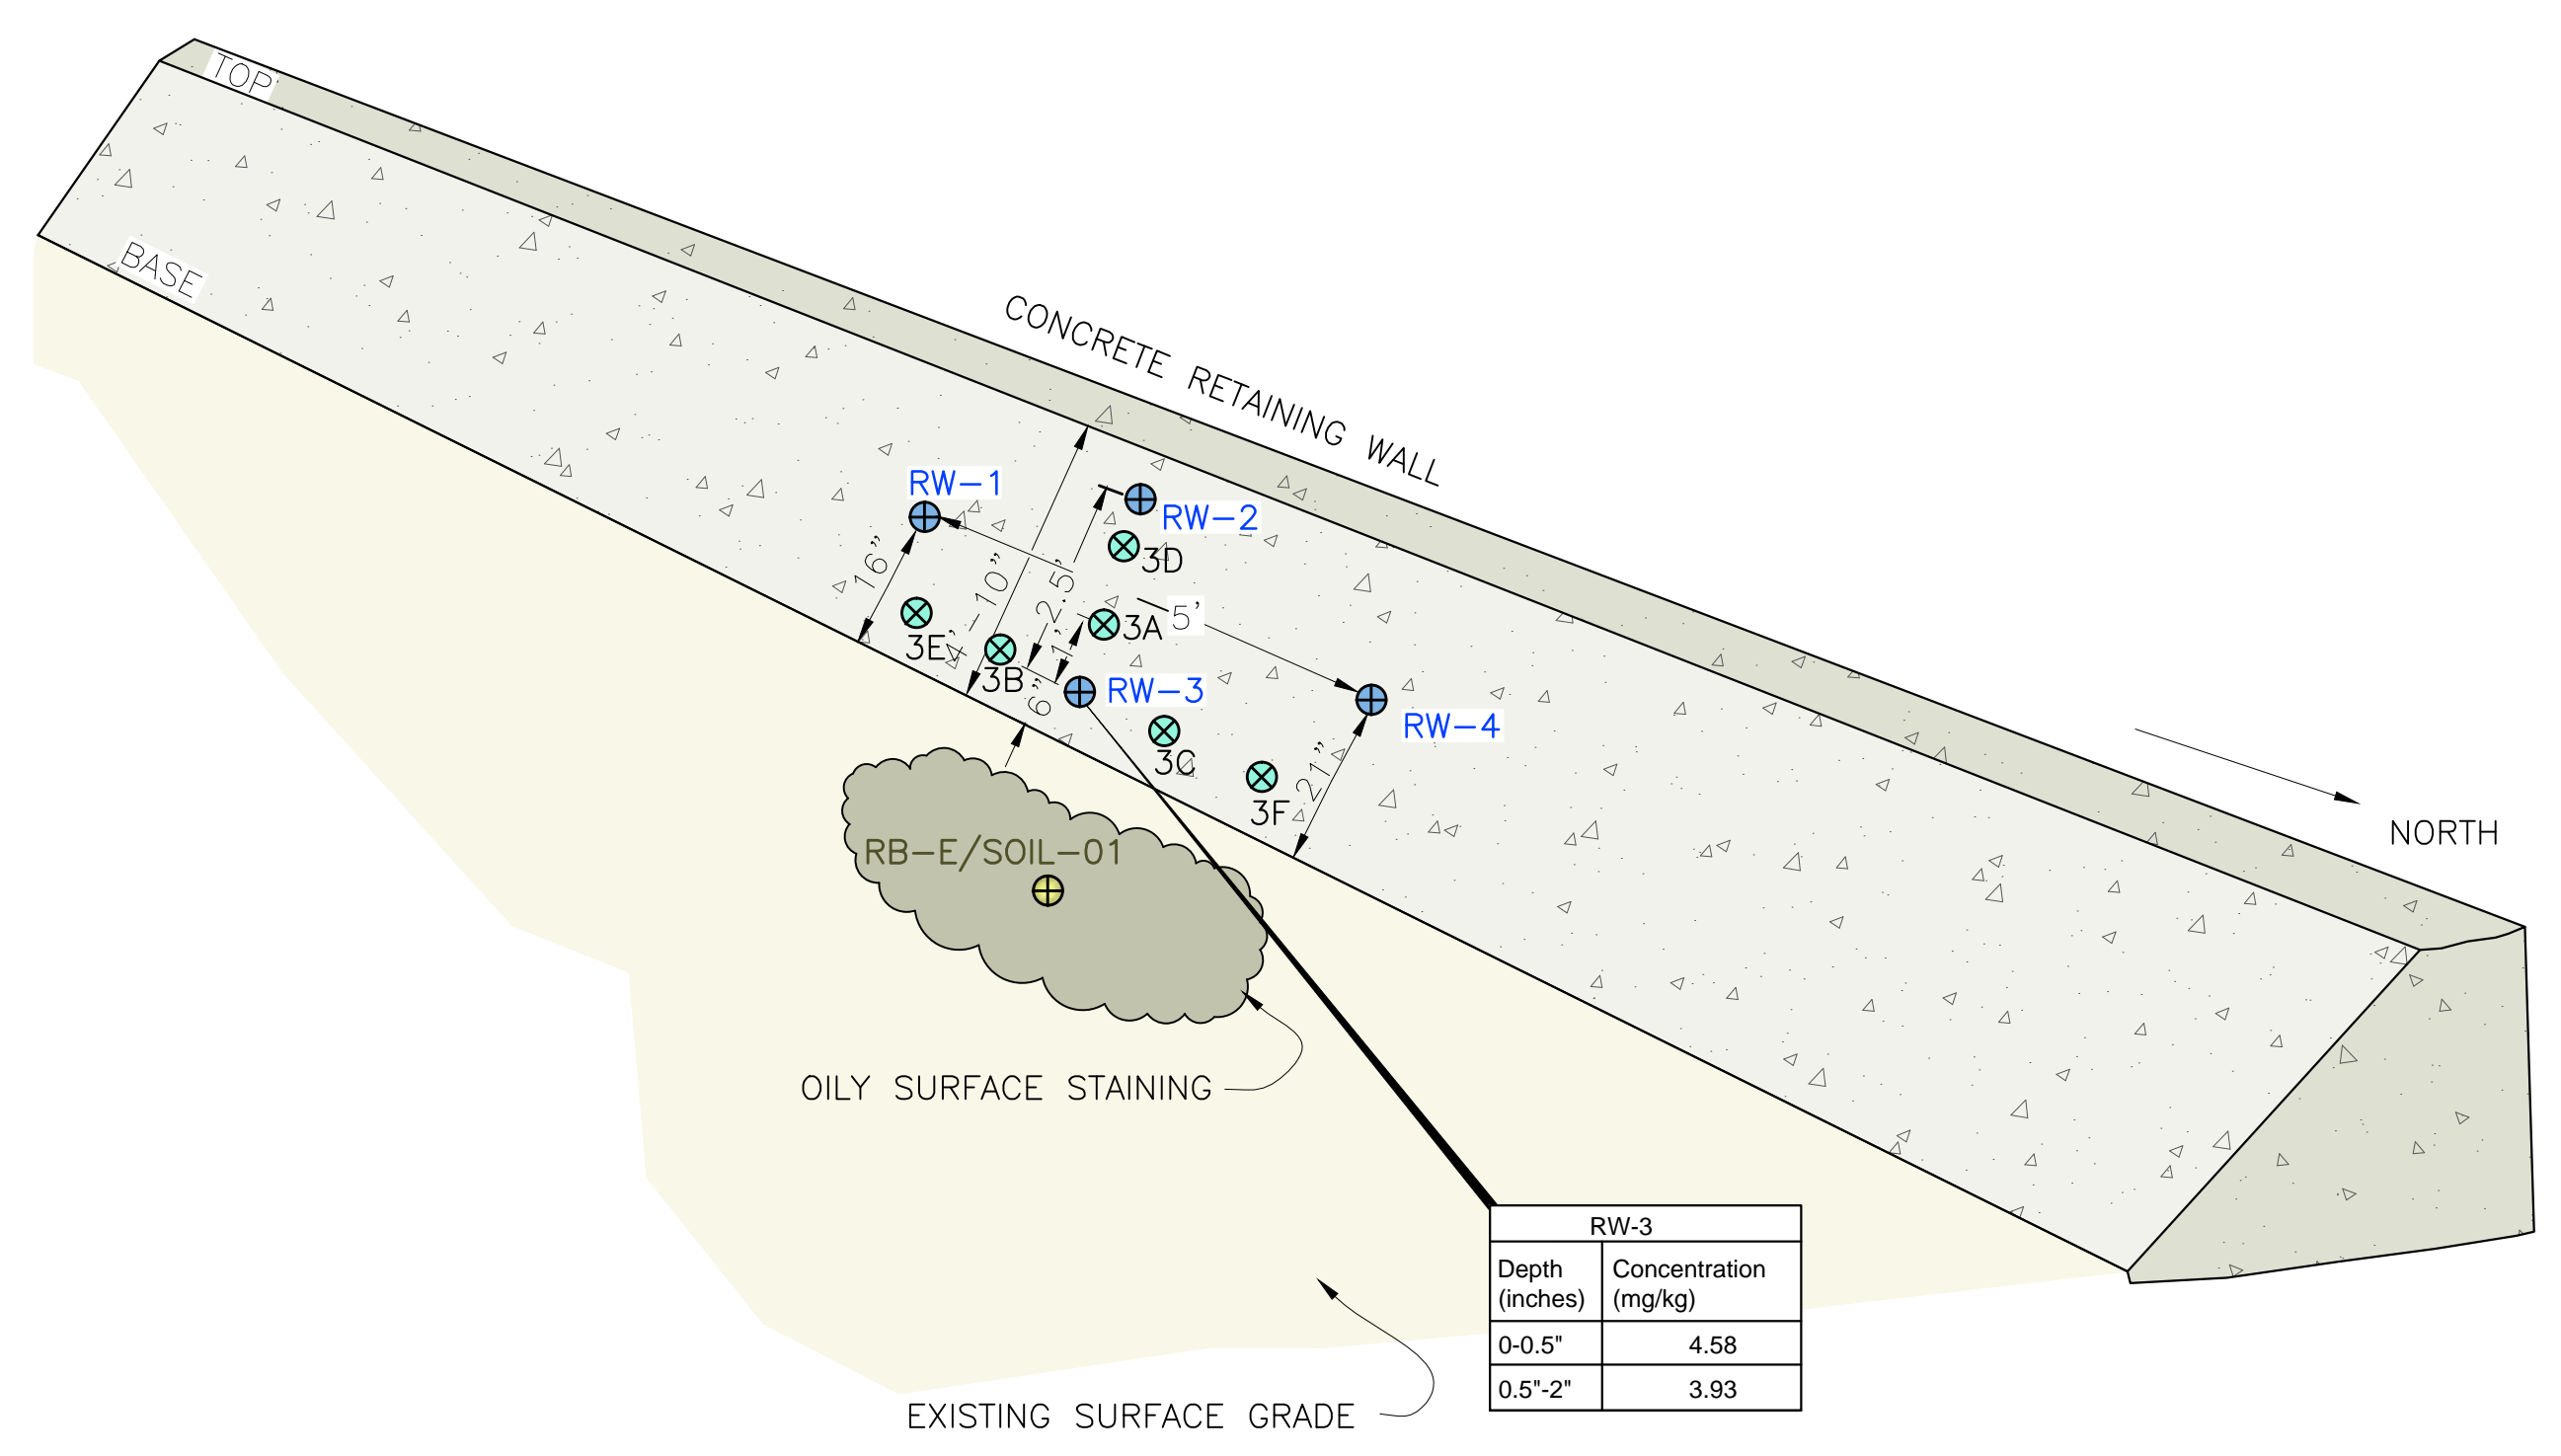 TOP
BASE
CONCRETE RETAINING WALL
RW-1
RW-2
16"
4'-10"
2.5'
3D
3A
5'
1'
3E
3B
6"
RW-3
RW-4
3C
21"
3F
NORTH
RB-E/SOIL-01
OILY SURFACE STAINING
RW-3
Depth (inches) Concentration (mg/kg)
0-0.5" 4.58
0.5"-2" 3.93
EXISTING SURFACE GRADE